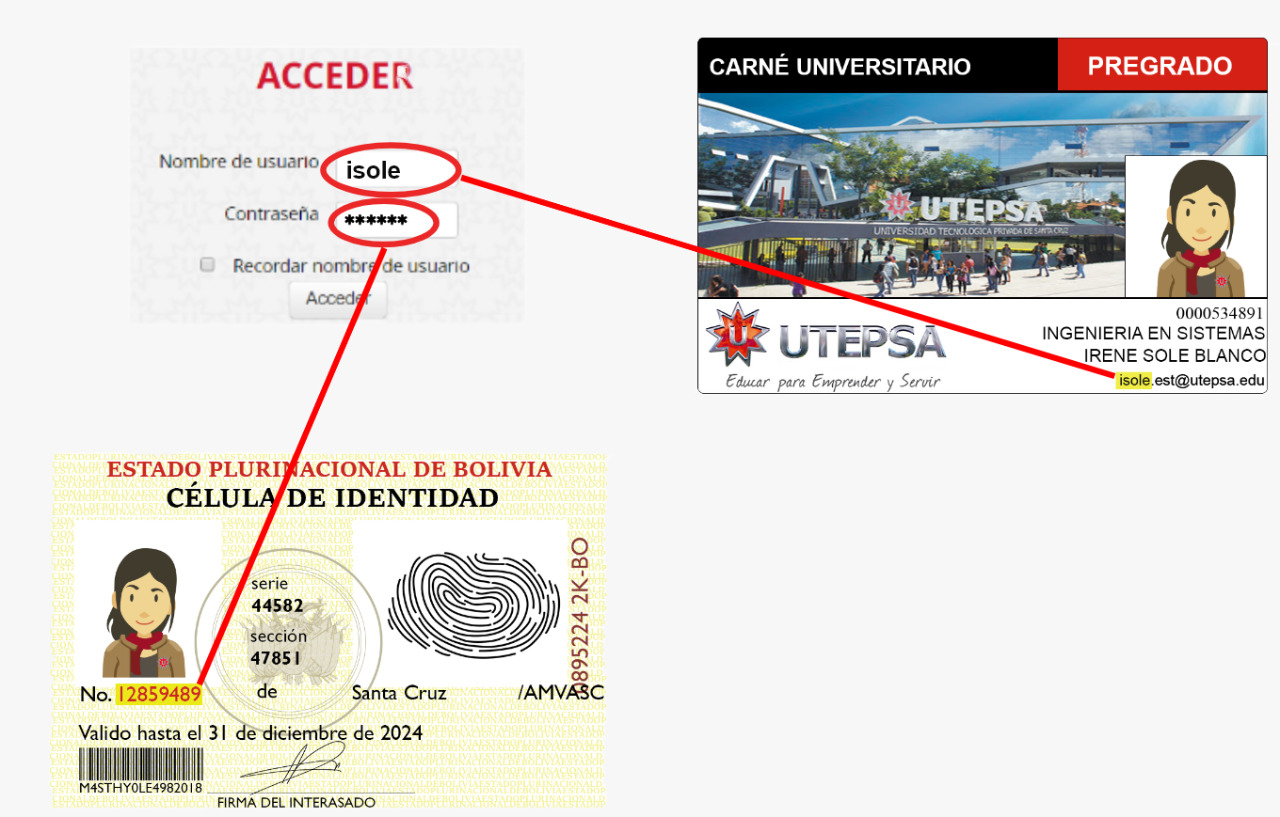 ACCEDER
Nombre de usuario isole
Contraseña ******
Recordar nombre de usuario
Acceder
CARNÉ UNIVERSITARIO
PREGRADO
UTEPSA
UNIVERSIDAD TECNOLOGICA PRIVADA DE SANTA CRUZ
UTEPSA
Educar para Emprender y Servir
0000534891
INGENIERIA EN SISTEMAS
IRENE SOLE BLANCO
isole.est@utepsa.edu
ESTADO PLURINACIONAL DE BOLIVIA
CÉLULA DE IDENTIDAD
serie
44582
sección
47851
0895224 2K-BO
No. 12859489 de Santa Cruz /AMVASC
Valido hasta el 31 de diciembre de 2024
M4STHY0LE4982018
FIRMA DEL INTERASADO